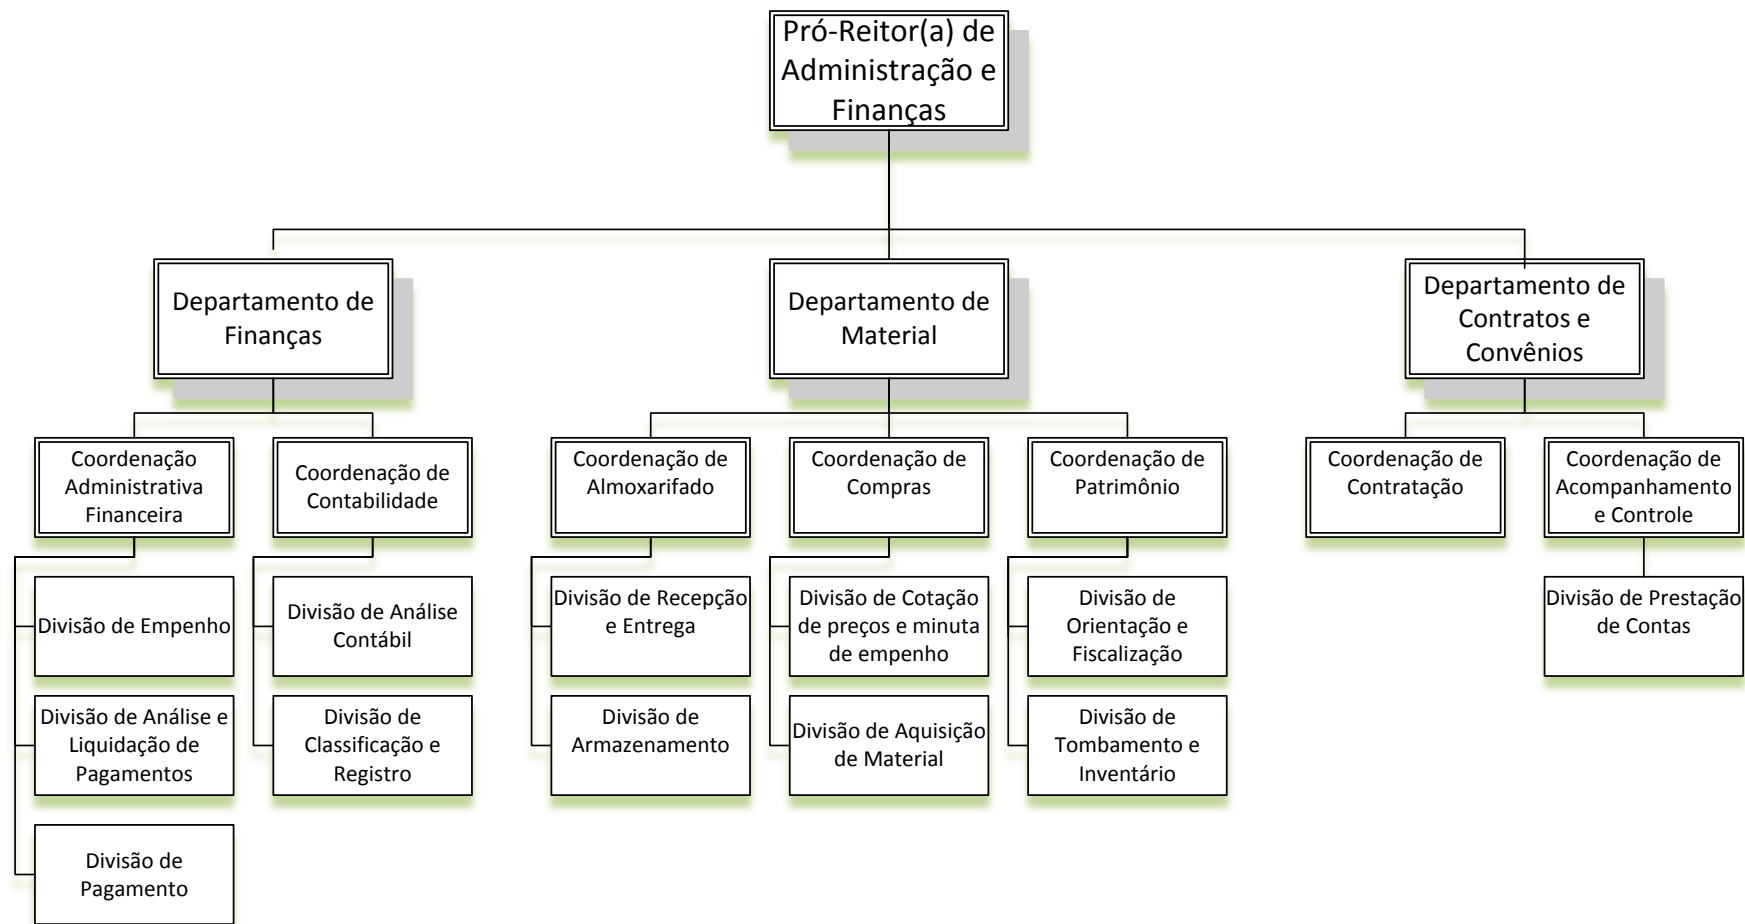 Pró-Reitor(a) de
Administração e
Finanças
Departamento de
Finanças
Departamento de
Material
Departamento de
Contratos e
Convênios
Coordenação
Administrativa
Financeira
Coordenação de
Contabilidade
Coordenação de
Almoxarifado
Coordenação de
Compras
Coordenação de
Patrimônio
Coordenação de
Contratação
Coordenação de
Acompanhamento
e Controle
Divisão de Empenho
Divisão de Análise
Contábil
Divisão de Recepção
e Entrega
Divisão de Cotação
de preços e minuta
de empenho
Divisão de
Orientação e
Fiscalização
Divisão de Prestação
de Contas
Divisão de Análise e
Liquidação de
Pagamentos
Divisão de
Classificação e
Registro
Divisão de
Armazenamento
Divisão de Aquisição
de Material
Divisão de
Tombamento e
Inventário
Divisão de
Pagamento